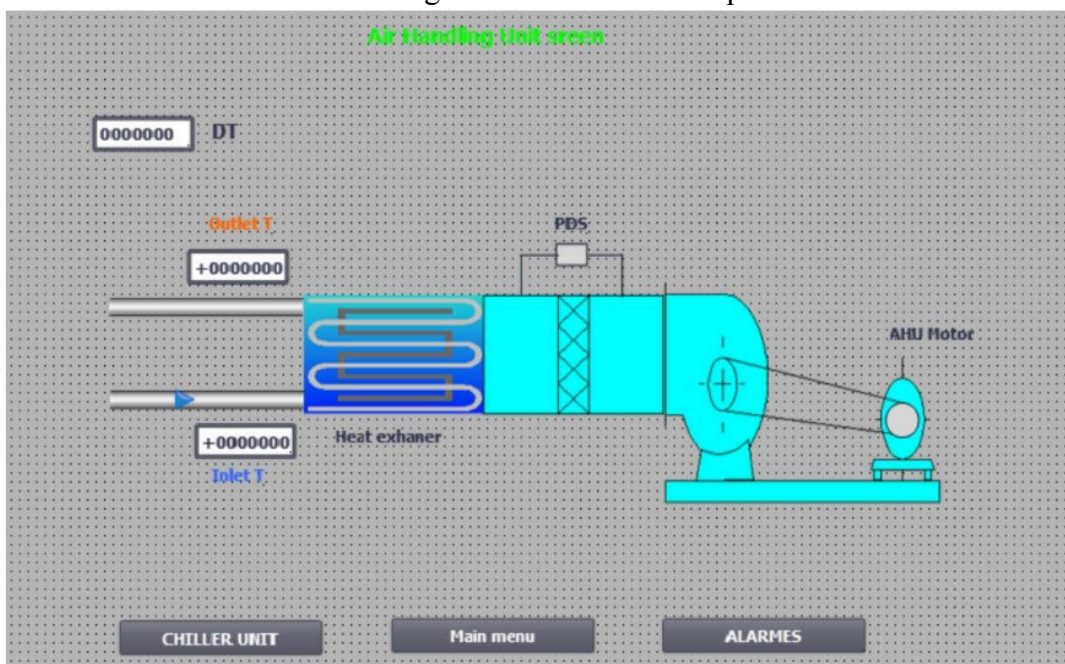 Air Handling Unit sreen
0000000 DT
Outlet T
+0000000
PDS
AHU Motor
+0000000
Heat exhaner
Inlet T
CHILLER UNIT
Main menu
ALARMES